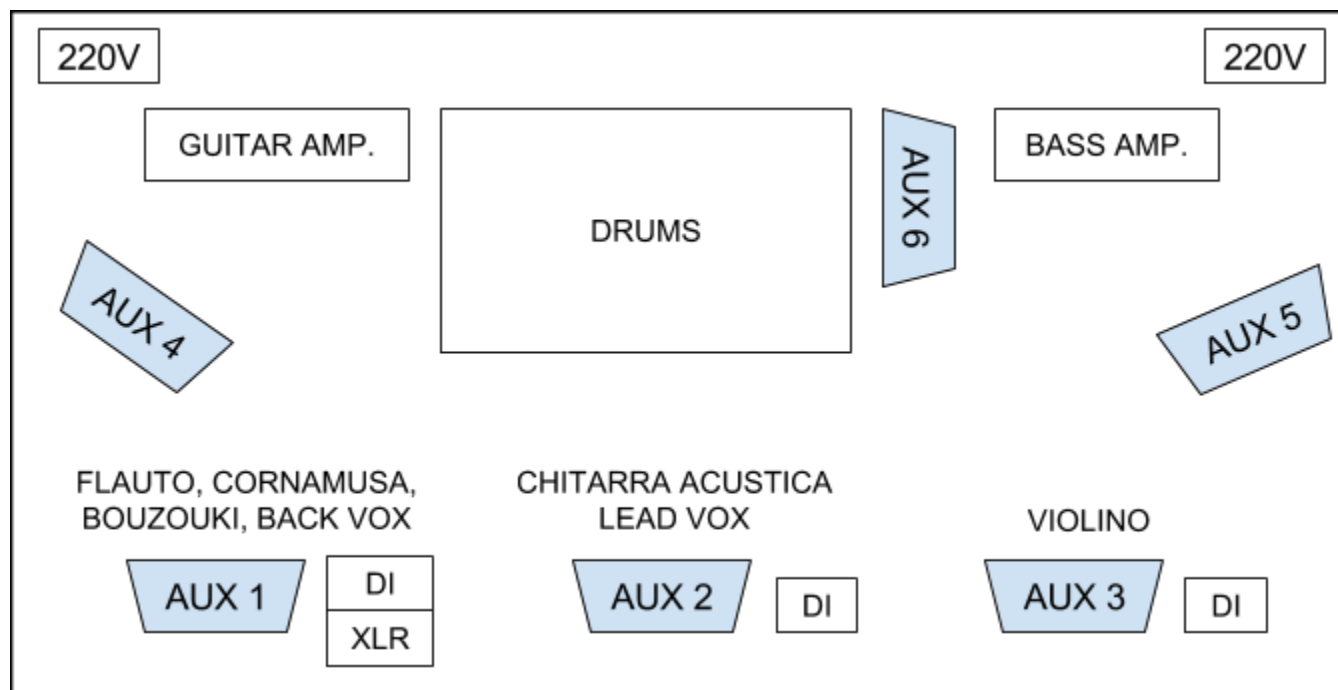 220V
220V
GUITAR AMP.
DRUMS
AUX 6
BASS AMP.
AUX 4
AUX 5
FLAUTO, CORNAMUSA,
BOUZOUKI, BACK VOX
CHITARRA ACUSTICA
LEAD VOX
VIOLINO
AUX 1
DI
XLR
AUX 2
DI
AUX 3
DI